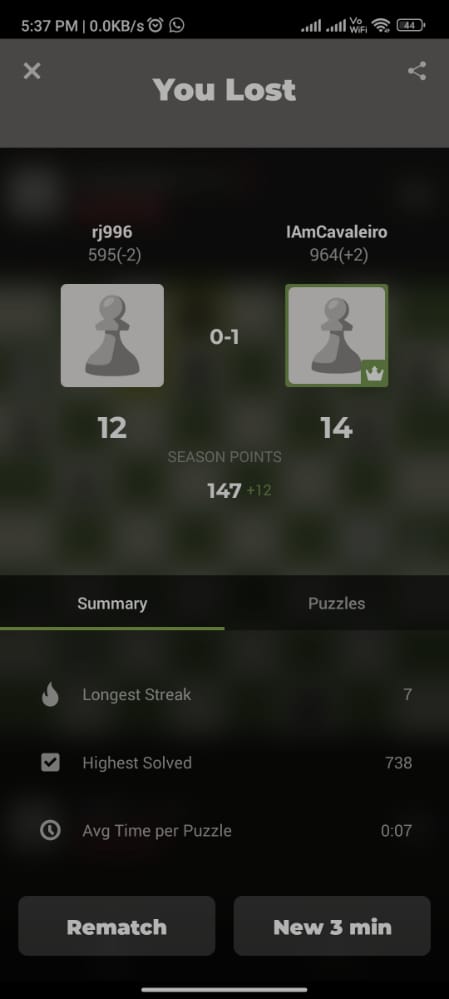 5:37 PM | 0.0KB/s
Vo WiFi
44
You Lost
rj996
595(-2)
IAmCavaleiro
964(+2)
0-1
12
14
SEASON POINTS
147 +12
Summary
Puzzles
Longest Streak 7
Highest Solved 738
Avg Time per Puzzle 0:07
Rematch
New 3 min